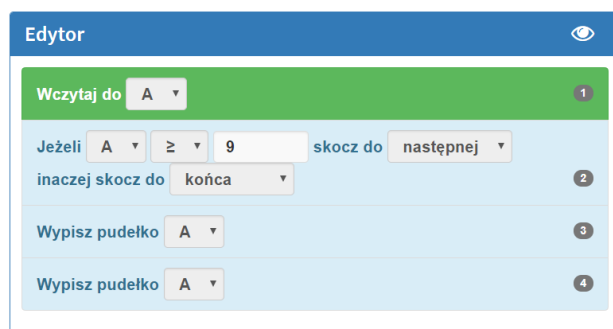 Edytor
Wczytaj do A 1
Jeżeli A ≥ 9 skocz do następnej
inaczej skocz do końca 2
Wypisz pudełko A 3
Wypisz pudełko A 4